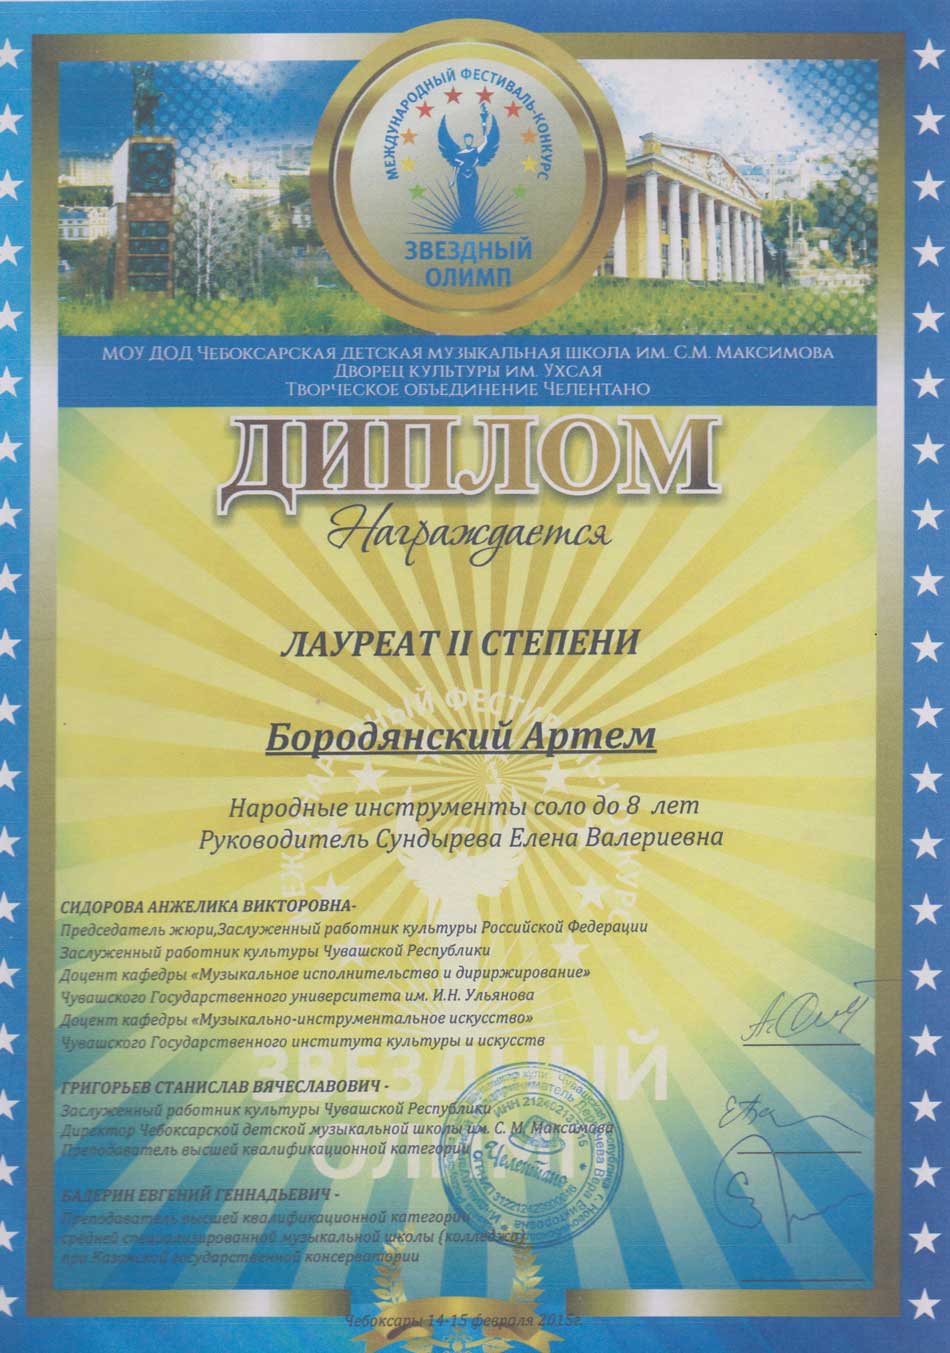 МЕЖДУНАРОДНЫЙ ФЕСТИВАЛЬ-КОНКУРС
ЗВЕЗДНЫЙ
ОЛИМП
МОУ ДОД Чебоксарская детская музыкальная школа им. С.М. Максимова
Дворец культуры им. Ухсая
Творческое объединение Челентано
ДИПЛОМ
Награждается
ЛАУРЕАТ II СТЕПЕНИ
Бородянский Артем
Народные инструменты соло до 8 лет
Руководитель Сундырева Елена Валериевна
СИДОРОВА АНЖЕЛИКА ВИКТОРОВНА-
Председатель жюри,Заслуженный работник культуры Российской Федерации
Заслуженный работник культуры Чувашской Республики
Доцент кафедры «Музыкальное исполнительство и дириржирование»
Чувашского Государственного университета им. И.Н. Ульянова
Доцент кафедры «Музыкально-инструментальное искусство»
Чувашского Государственного института культуры и искусств
ГРИГОРЬЕВ СТАНИСЛАВ ВЯЧЕСЛАВОВИЧ -
Заслуженный работник культуры Чувашской Республики
Директор Чебоксарской детской музыкальной школы им. С. М. Максимова
Преподаватель высшей квалификационной категории
БАДЕРИН ЕВГЕНИЙ ГЕННАДЬЕВИЧ -
Преподаватель высшей квалификационной категории
средней специализированной музыкальной школы (колледжа)
при Казанской государственной консерватории
Челентано
Чебоксары 14-15 февраля 2015г.